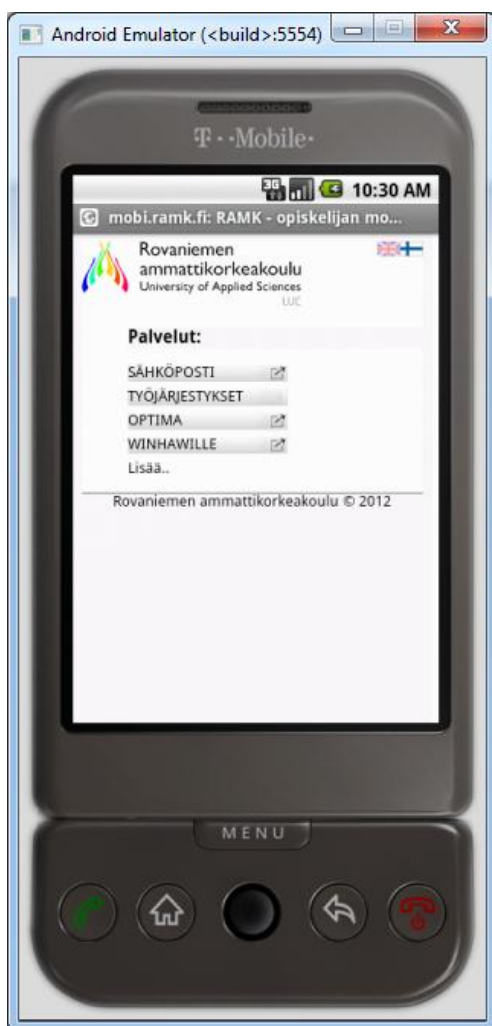 Android Emulator (<build>:5554)
T··Mobile·
3G 10:30 AM
mobi.ramk.fi: RAMK - opiskelijan mo...
Rovaniemen
ammattikorkeakoulu
University of Applied Sciences
LUC
Palvelut:
SÄHKÖPOSTI
TYÖJÄRJESTYKSET
OPTIMA
WINHAWILLE
Lisää..
Rovaniemen ammattikorkeakoulu © 2012
MENU